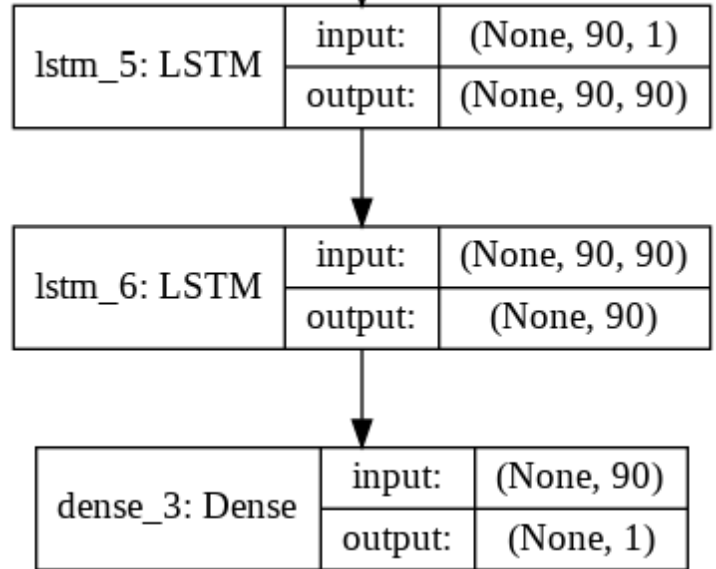 lstm_5: LSTM
input: (None, 90, 1)
output: (None, 90, 90)
lstm_6: LSTM
input: (None, 90, 90)
output: (None, 90)
dense_3: Dense
input: (None, 90)
output: (None, 1)